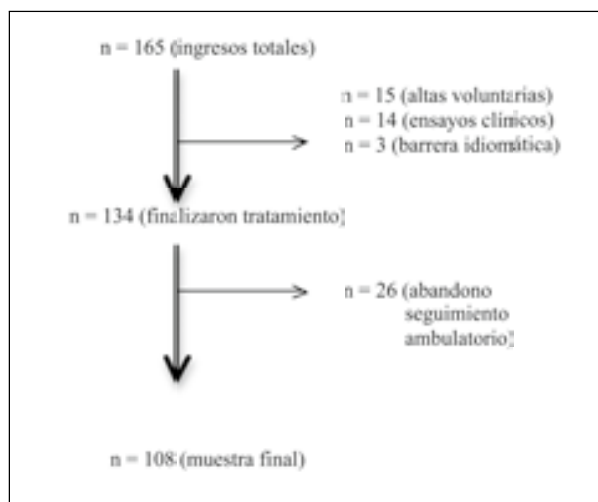 n = 165 (ingresos totales)
n = 15 (altas voluntarias)
n = 14 (ensayos clínicos)
n = 3 (barrera idiomática)
n = 134 (finalizaron tratamiento)
n = 26 (abandono
seguimiento
ambulatorio)
n = 108 (muestra final)